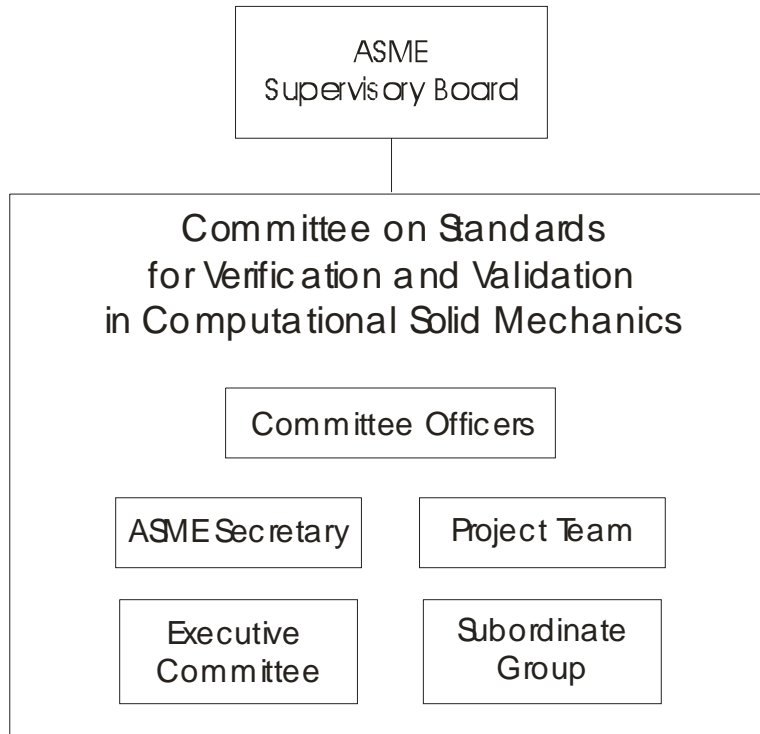 ASME
Supervisory Board
Committee on Standards
for Verification and Validation
in Computational Solid Mechanics
Committee Officers
ASME Secretary
Project Team
Executive
Committee
Subordinate
Group